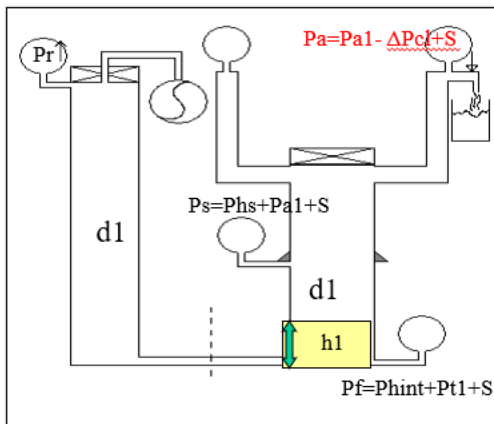 Pr
Pa=Pa1- ΔPcl+S
Ps=Phs+Pa1+S
d1
d1
h1
Pf=Phint+Pt1+S